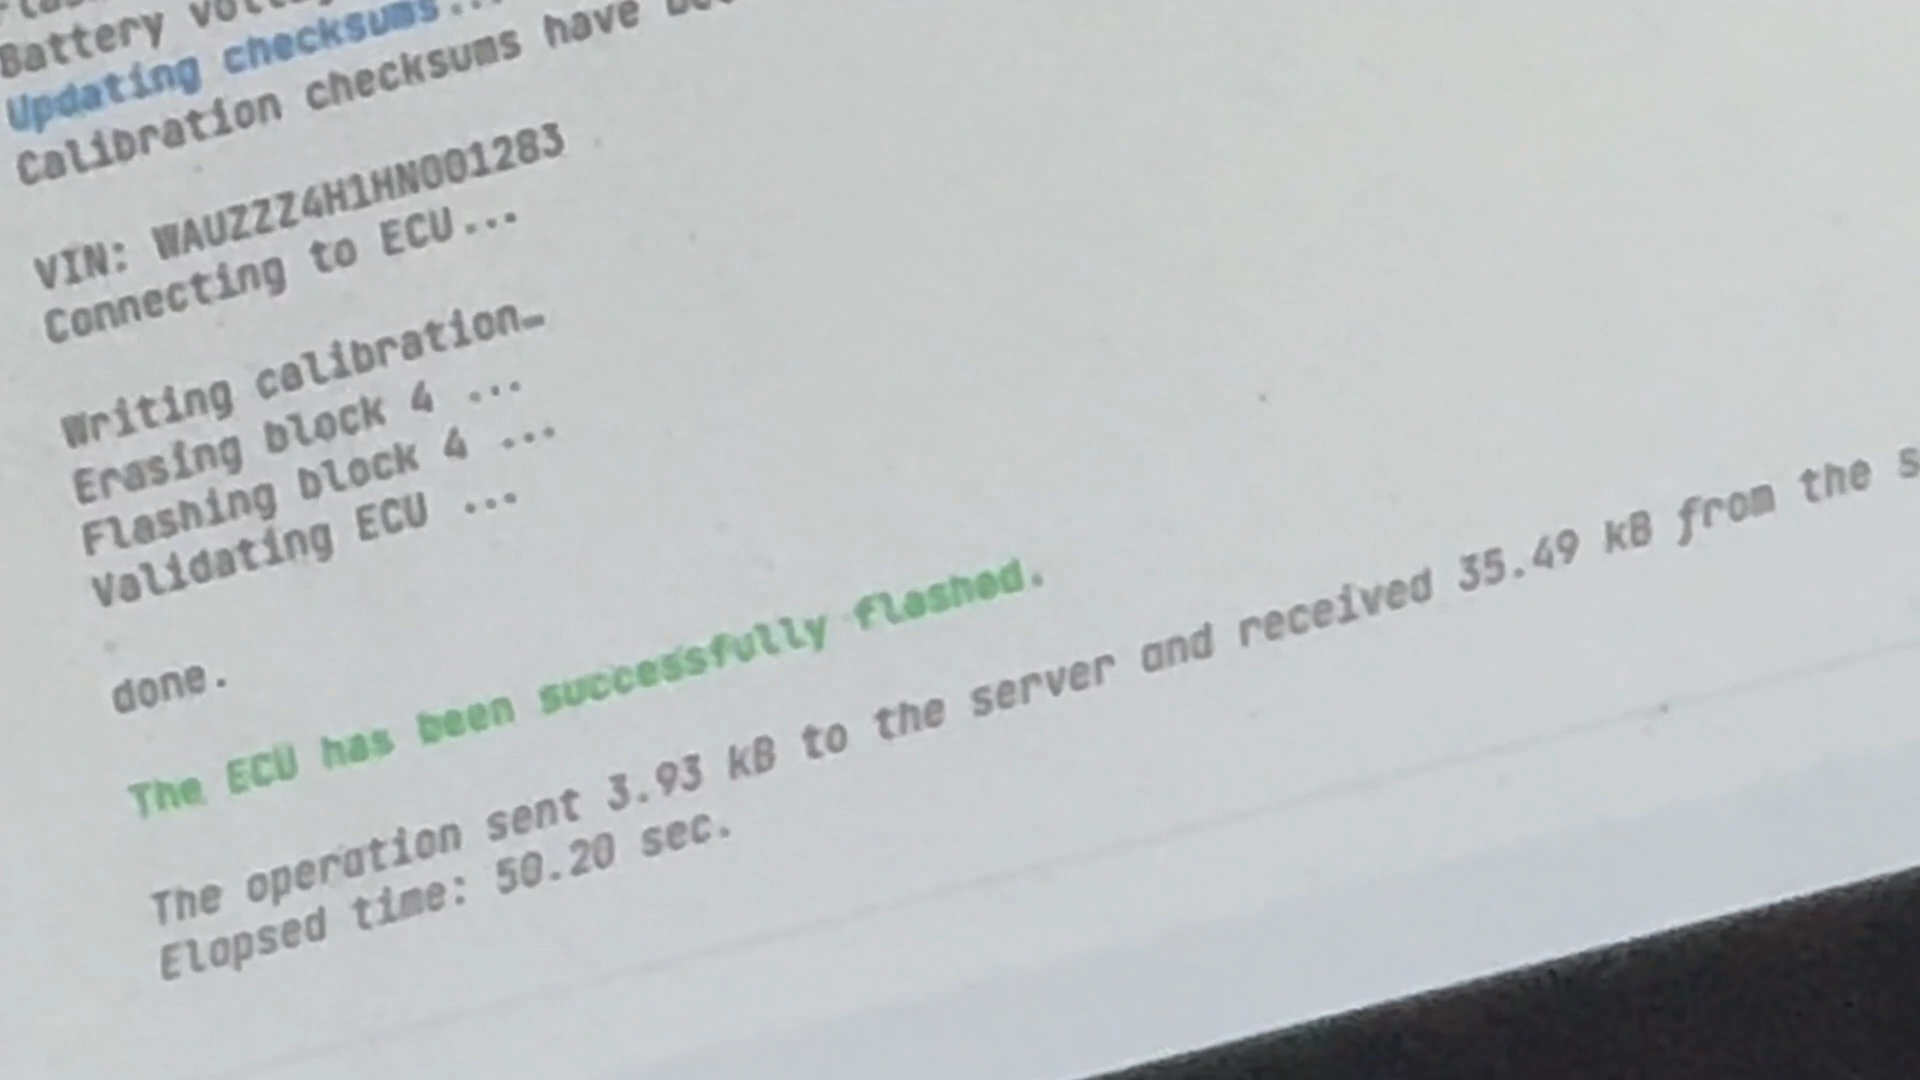 Battery
Updating checksums...
Calibration checksums have
VIN: WAUZZZ4H1HN001283
Connecting to ECU...
Writing calibration…
Erasing block 4 ...
Flashing block 4 ...
Validating ECU ...
done.
The ECU has been successfully flashed.
The operation sent 3.93 kB to the server and received 35.49 kB from the
Elapsed time: 50.20 sec.